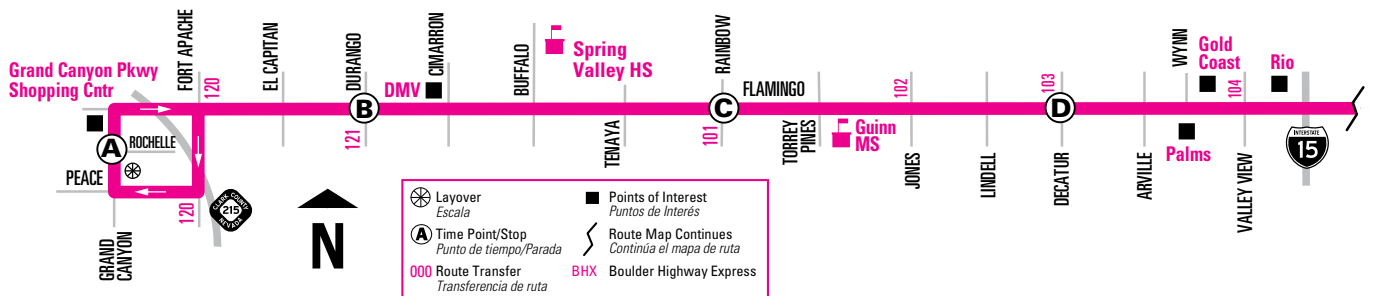 Grand Canyon Pkwy
Shopping Cntr
FORT APACHE
120
EL CAPITAN
DURANGO
B
121
DMV
CIMARRON
BUFFALO
Spring
Valley HS
TENAYA
RAINBOW
C
101
FLAMINGO
TORREY
PINES
Guinn
MS
102
JONES
LINDELL
103
D
DECATUR
ARVILLE
WYNN
Palms
Gold
Coast
104
VALLEY VIEW
Rio
INTERSTATE
15
A
ROCHELLE
PEACE
GRAND
CANYON
120
CLARK COUNTY
215
NEVADA
N
Layover
Escala
A Time Point/Stop
Punto de tiempo/Parada
000 Route Transfer
Transferencia de ruta
Points of Interest
Puntos de Interés
Route Map Continues
Continúa el mapa de ruta
BHX Boulder Highway Express